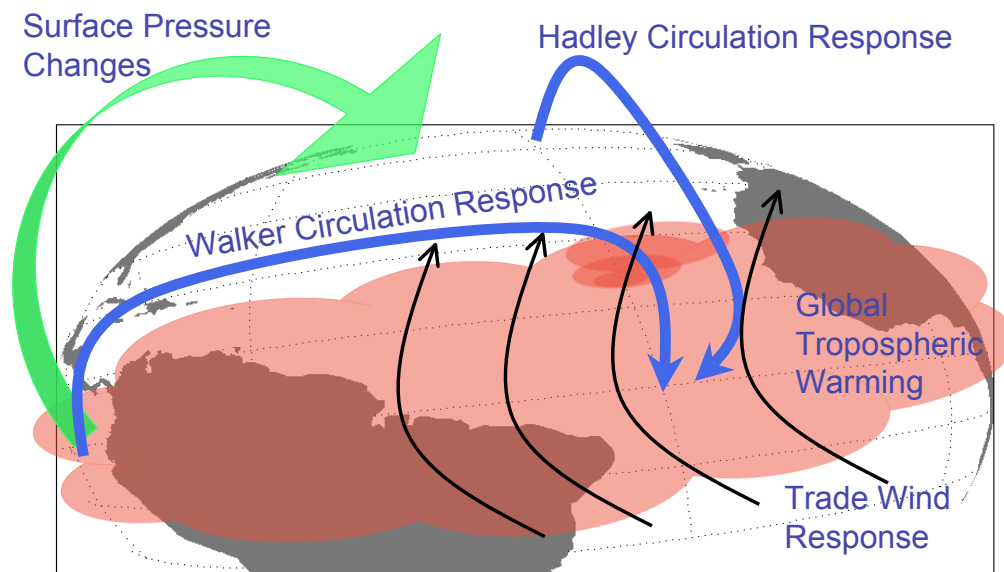 Surface Pressure
Changes
Hadley Circulation Response
Walker Circulation Response
Global
Tropospheric
Warming
Trade Wind
Response